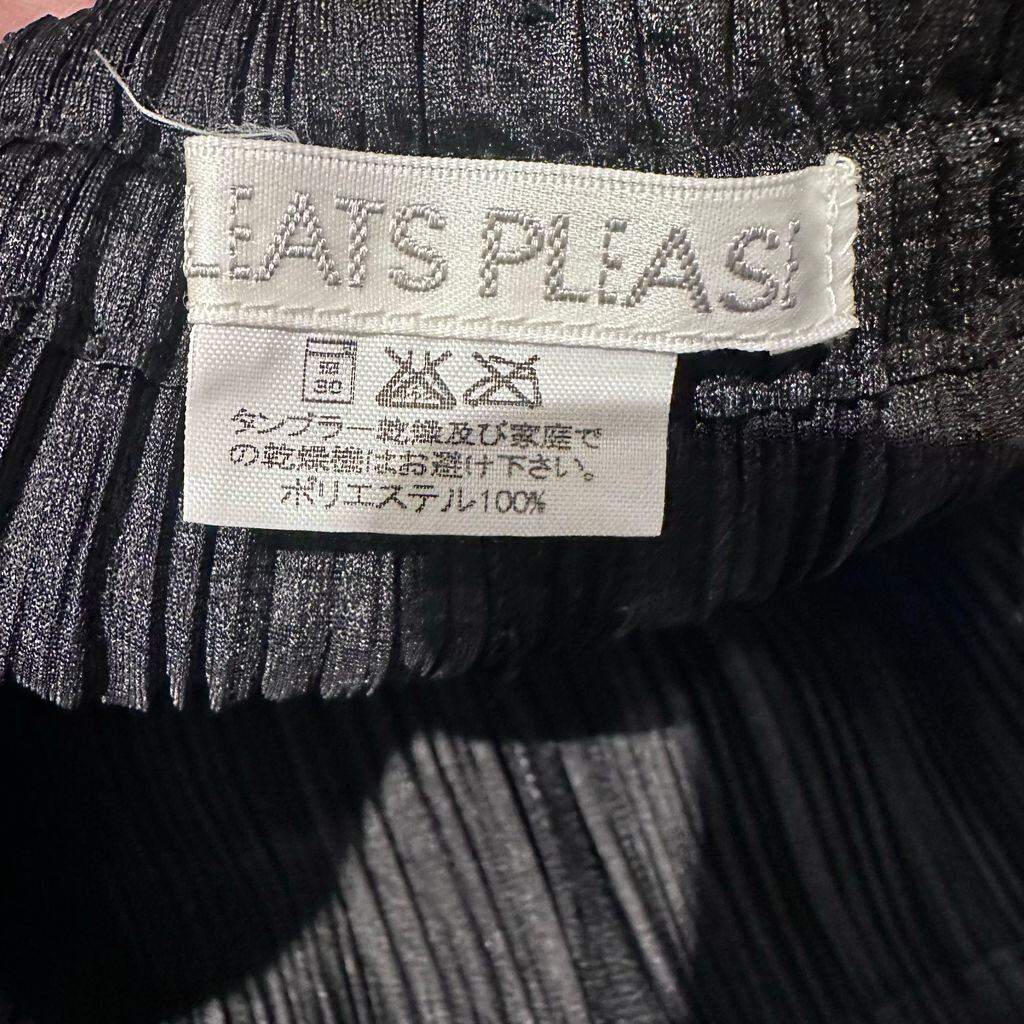 LEATS PLEAS
タンブラー乾燥及び家庭で
の乾燥機はお避け下さい。
ポリエステル100%